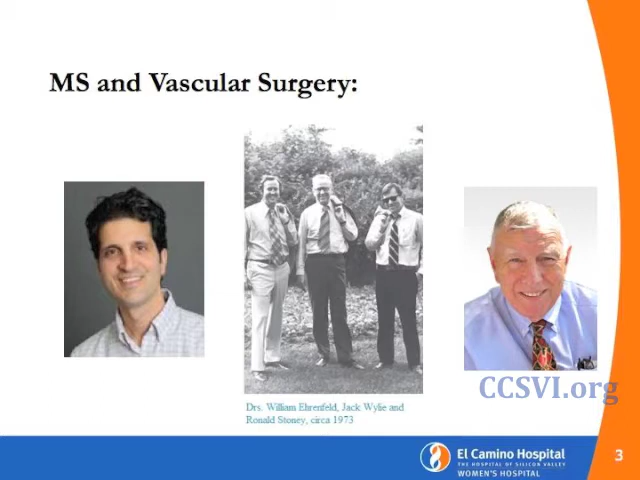 MS and Vascular Surgery:
CCSVI.org
Drs. William Ehrenfeld, Jack Wylie and
Ronald Stoney, circa 1973
El Camino Hospital
THE HOSPITAL OF SILICON VALLEY
WOMEN'S HOSPITAL
3